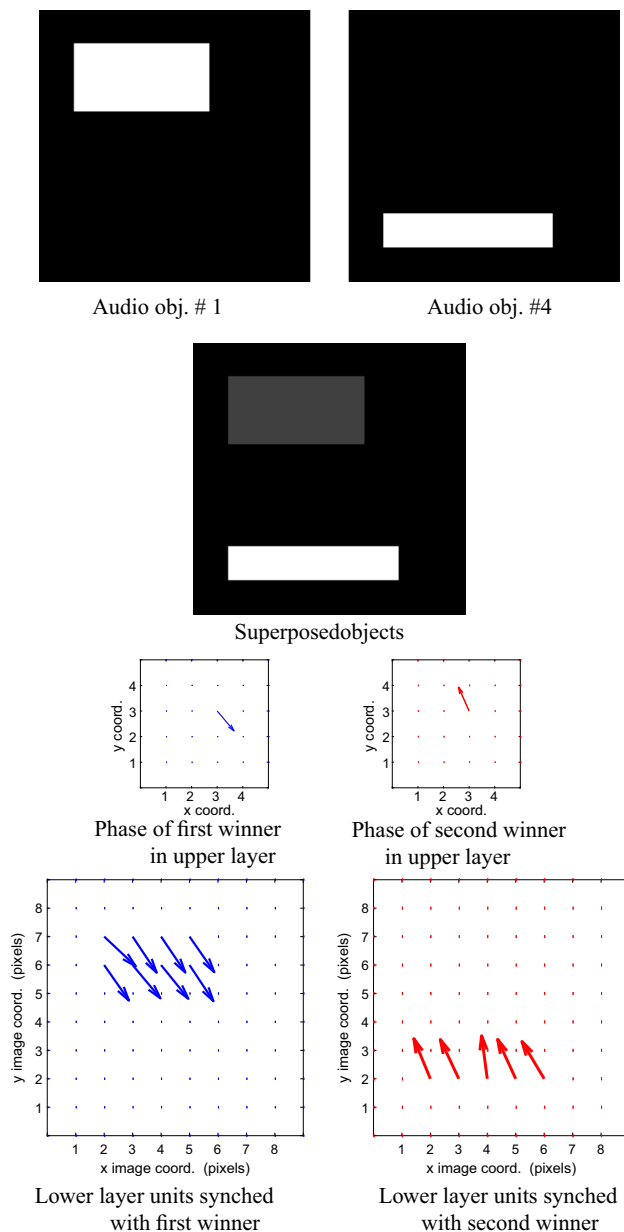 Audio obj. # 1
Audio obj. #4
Superposedobjects
4
3
2
1
y coord.
1 2 3 4
x coord.
Phase of first winner
in upper layer
4
3
2
1
y coord.
1 2 3 4
x coord.
Phase of second winner
in upper layer
8
7
6
5
4
3
2
1
y image coord. (pixels)
1 2 3 4 5 6 7 8
x image coord. (pixels)
Lower layer units synched
with first winner
8
7
6
5
4
3
2
1
y image coord. (pixels)
1 2 3 4 5 6 7 8
x image coord. (pixels)
Lower layer units synched
with second winner